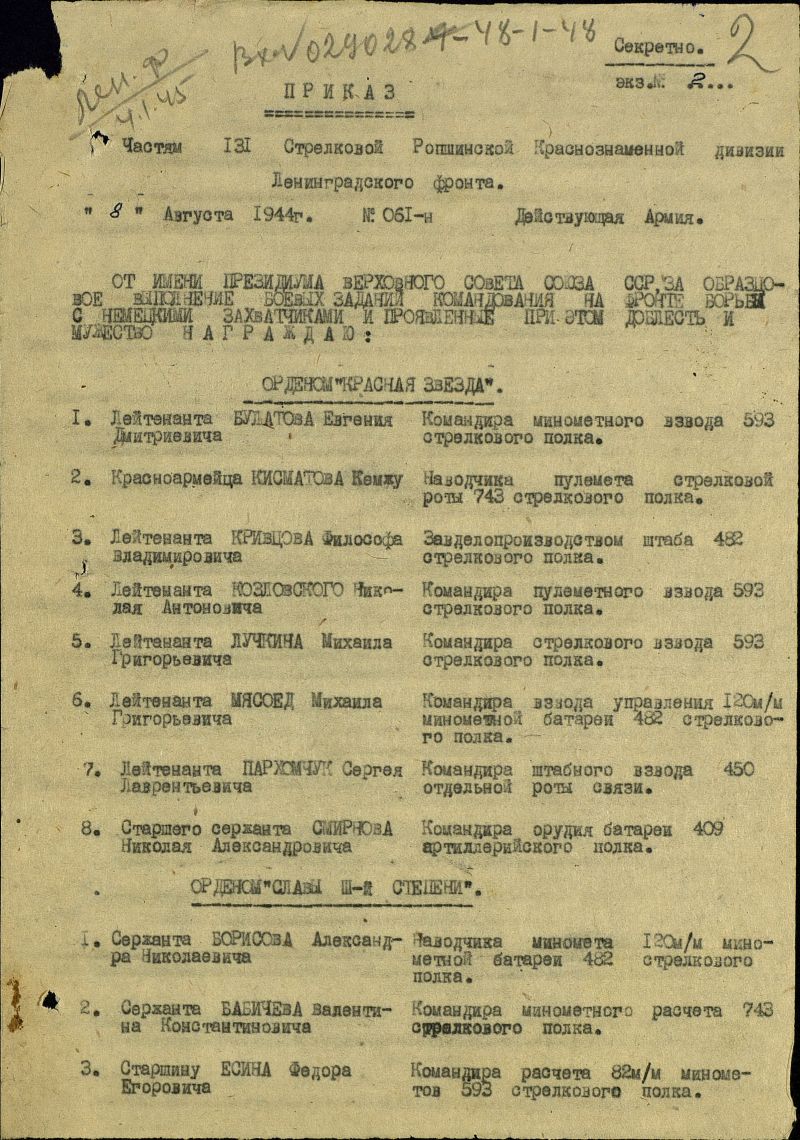 Вх№029028 48-1-48
Секретно. 2
Лен. ф
4.1.45
экз.№ 2...
ПРИКАЗ
Частям 131 Стрелковой Ропшинской Краснознаменной дивизии
Ленинградского фронта.
" 8 " Августа 1944г. № 061-н Действующая Армия.
ОТ ИМЕНИ ПРЕЗИДИУМА ВЕРХОВНОГО СОВЕТА СОЮЗА ССР, ЗА ОБРАЗЦО-
ВОЕ ВЫПОЛНЕНИЕ БОЕВЫХ ЗАДАНИЙ КОМАНДОВАНИЯ НА ФРОНТЕ БОРЬБЫ
С НЕМЕЦКИМИ ЗАХВАТЧИКАМИ И ПРОЯВЛЕННЫЕ ПРИ ЭТОМ ДОБЛЕСТЬ И
МУЖЕСТВО НАГРАЖДАЮ:
ОРДЕНОМ "КРАСНАЯ ЗВЕЗДА".
1. Лейтенанта БУЛАТОВА Евгения Командира минометного взвода 593
Дмитриевича стрелкового полка.
2. Красноармейца КИСМАТОВА Кемжу Наводчика пулемета стрелковой
роты 743 стрелкового полка.
3. Лейтенанта КРИВЦОВА Философа Завделопроизводством штаба 482
Владимировича стрелкового полка.
4. Лейтенанта КОЗЛОВСКОГО Нико- Командира пулеметного взвода 593
лая Антоновича стрелкового полка.
5. Лейтенанта ЛУЧКИНА Михаила Командира стрелкового взвода 593
Григорьевича стрелкового полка.
6. Лейтенанта МЯСОЕД Михаила Командира взвода управления 120м/м
Григорьевича минометной батареи 482 стрелково-
го полка.
7. Лейтенанта ПАРХОМЧУК Сергея Командира штабного взвода 450
Лаврентьевича отдельной роты связи.
8. Старшего сержанта СМИРНОВА Командира орудия батареи 409
Николая Александровича артиллерийского полка.
ОРДЕНОМ "СЛАВЫ Ш-й СТЕПЕНИ".
1. Сержанта БОРИСОВА Александ- Наводчика миномета 120м/м мино-
ра Николаевича метной батареи 482 стрелкового
полка.
2. Сержанта БАБИЧЕВА Валенти- Командира минометного расчета 743
на Константиновича стрелкового полка.
3. Старшину ЕСИНА Федора Командира расчета 82м/м миноме-
Егоровича тов 593 стрелкового полка.